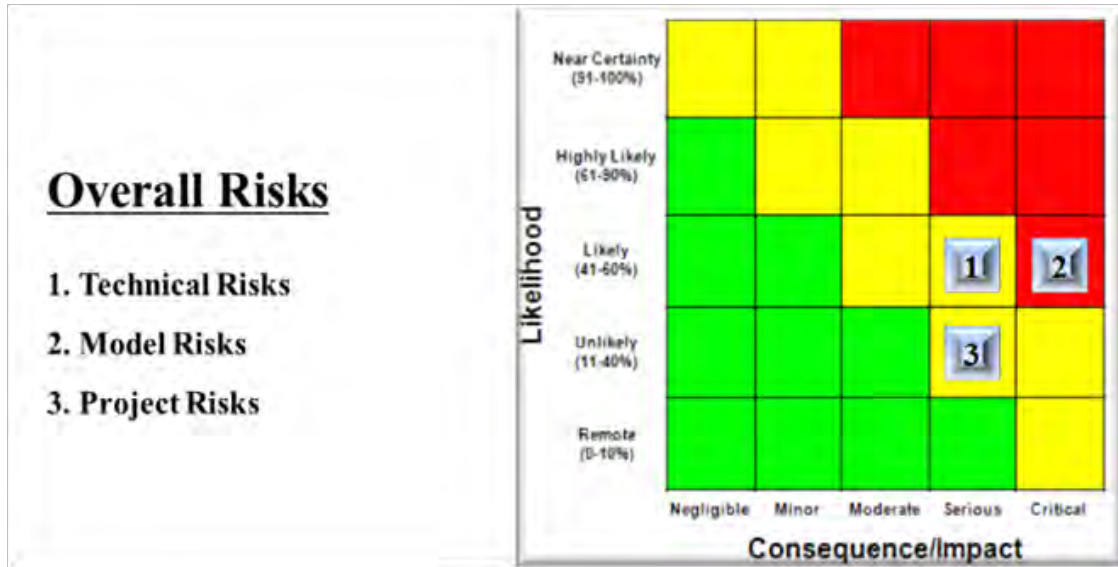 Overall Risks
1. Technical Risks
2. Model Risks
3. Project Risks
Likelihood
Near Certainty
(91-100%)
Highly Likely
(61-90%)
Likely
(41-60%)
Unlikely
(11-40%)
Remote
(0-10%)
1
2
3
Negligible Minor Moderate Serious Critical
Consequence/Impact